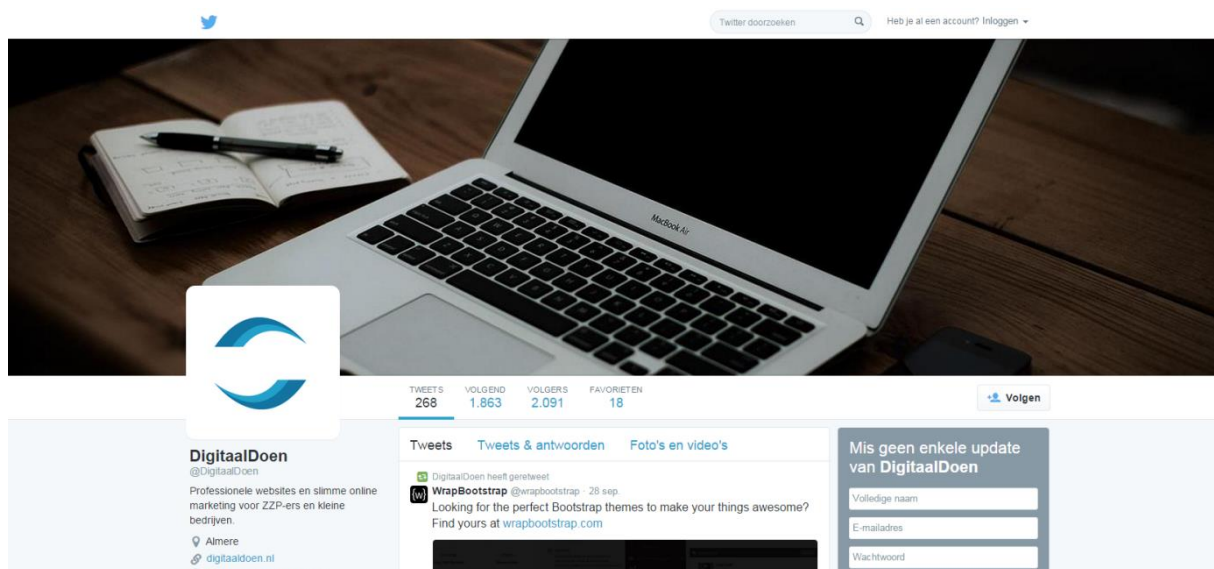 Twitter doorzoeken
Heb je al een account? Inloggen
MacBook Air
TWEETS VOLGEND VOLGERS FAVORIETEN
268 1.863 2.091 18
Volgen
DigitaalDoen
@DigitaalDoen
Professionele websites en slimme online
marketing voor ZZP-ers en kleine
bedrijven.
Almere
digitaaldoen.nl
Tweets Tweets & antwoorden Foto's en video's
DigitaalDoen heeft geretweet
{w} WrapBootstrap @wrapbootstrap · 28 sep.
Looking for the perfect Bootstrap themes to make your things awesome?
Find yours at wrapbootstrap.com
Mis geen enkele update
van DigitaalDoen
Volledige naam
E-mailadres
Wachtwoord